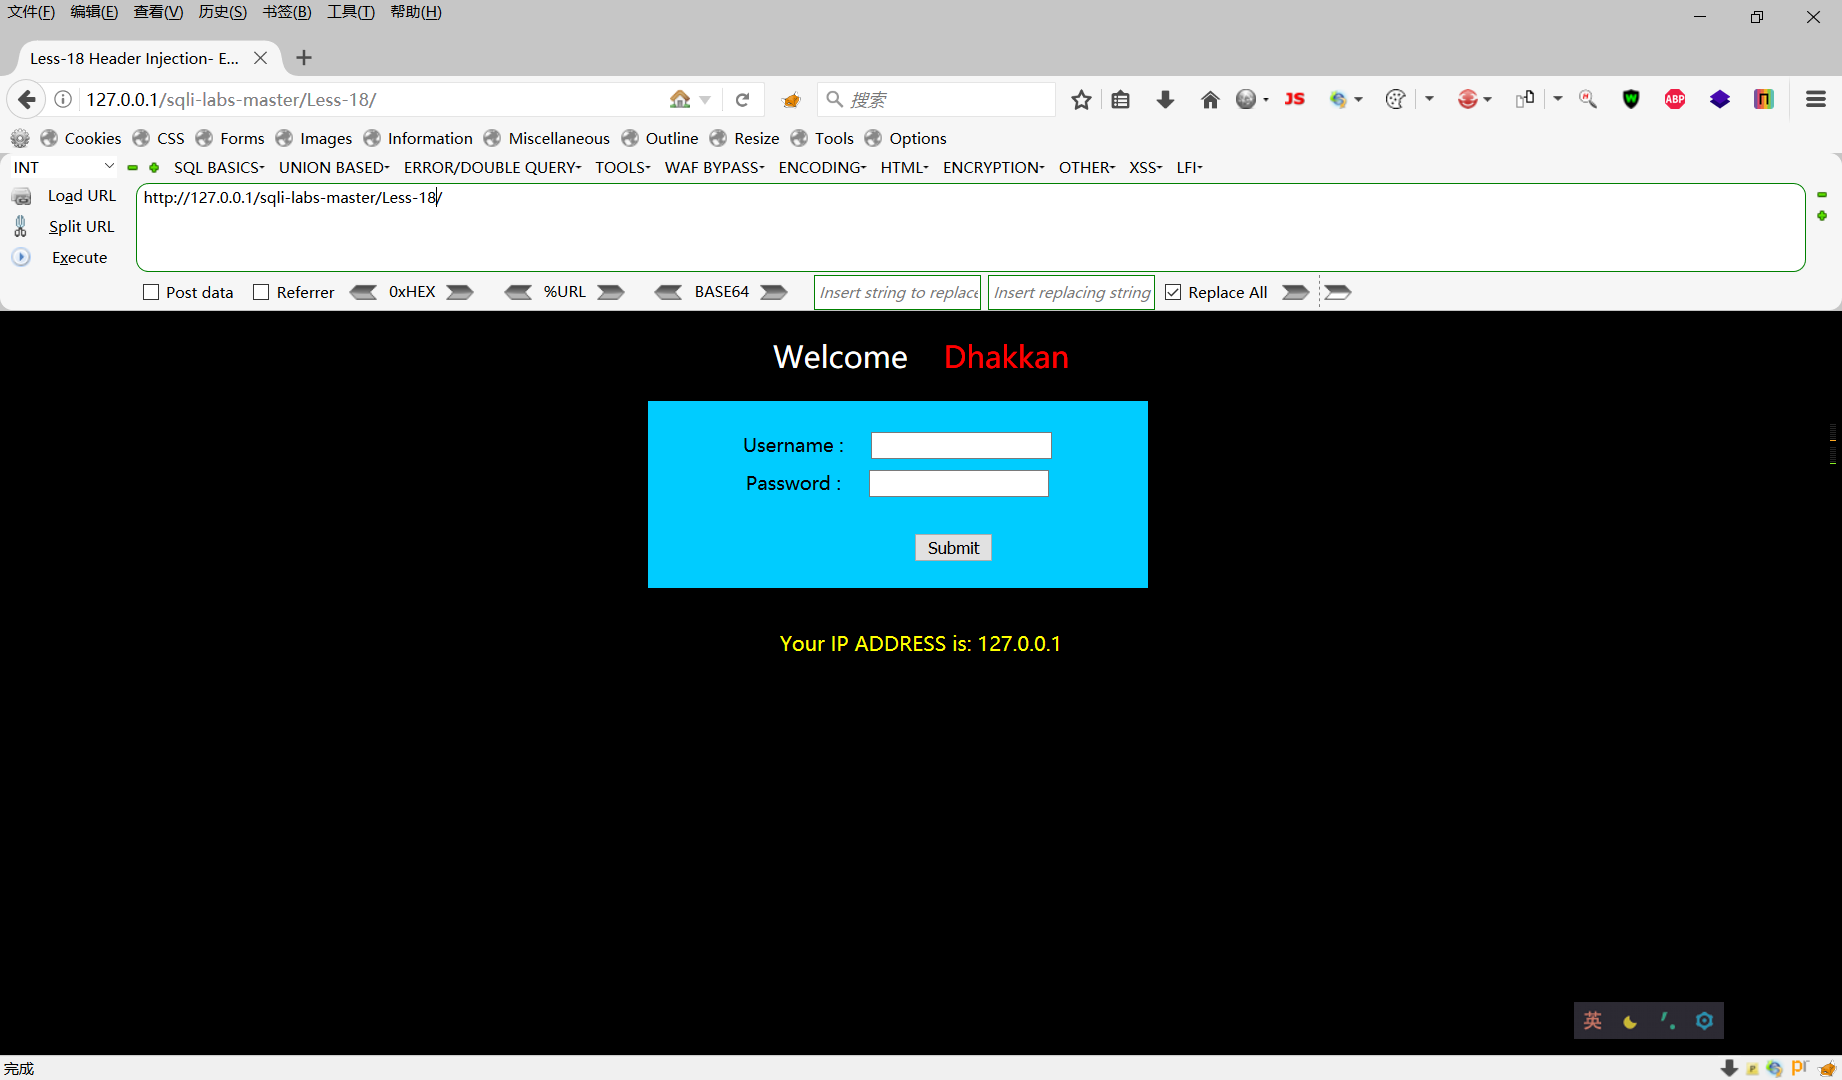 文件(F) 编辑(E) 查看(V) 历史(S) 书签(B) 工具(T) 帮助(H)
Less-18 Header Injection- E...
127.0.0.1/sqli-labs-master/Less-18/
搜索
JS
ABP
Cookies CSS Forms Images Information Miscellaneous Outline Resize Tools Options
INT SQL BASICS UNION BASED ERROR/DOUBLE QUERY TOOLS WAF BYPASS ENCODING HTML ENCRYPTION OTHER XSS LFI
Load URL
http://127.0.0.1/sqli-labs-master/Less-18/
Split URL
Execute
Post data Referrer 0xHEX %URL BASE64 Insert string to replace Insert replacing string Replace All
Welcome Dhakkan
Username :
Password :
Submit
Your IP ADDRESS is: 127.0.0.1
英
完成
pr